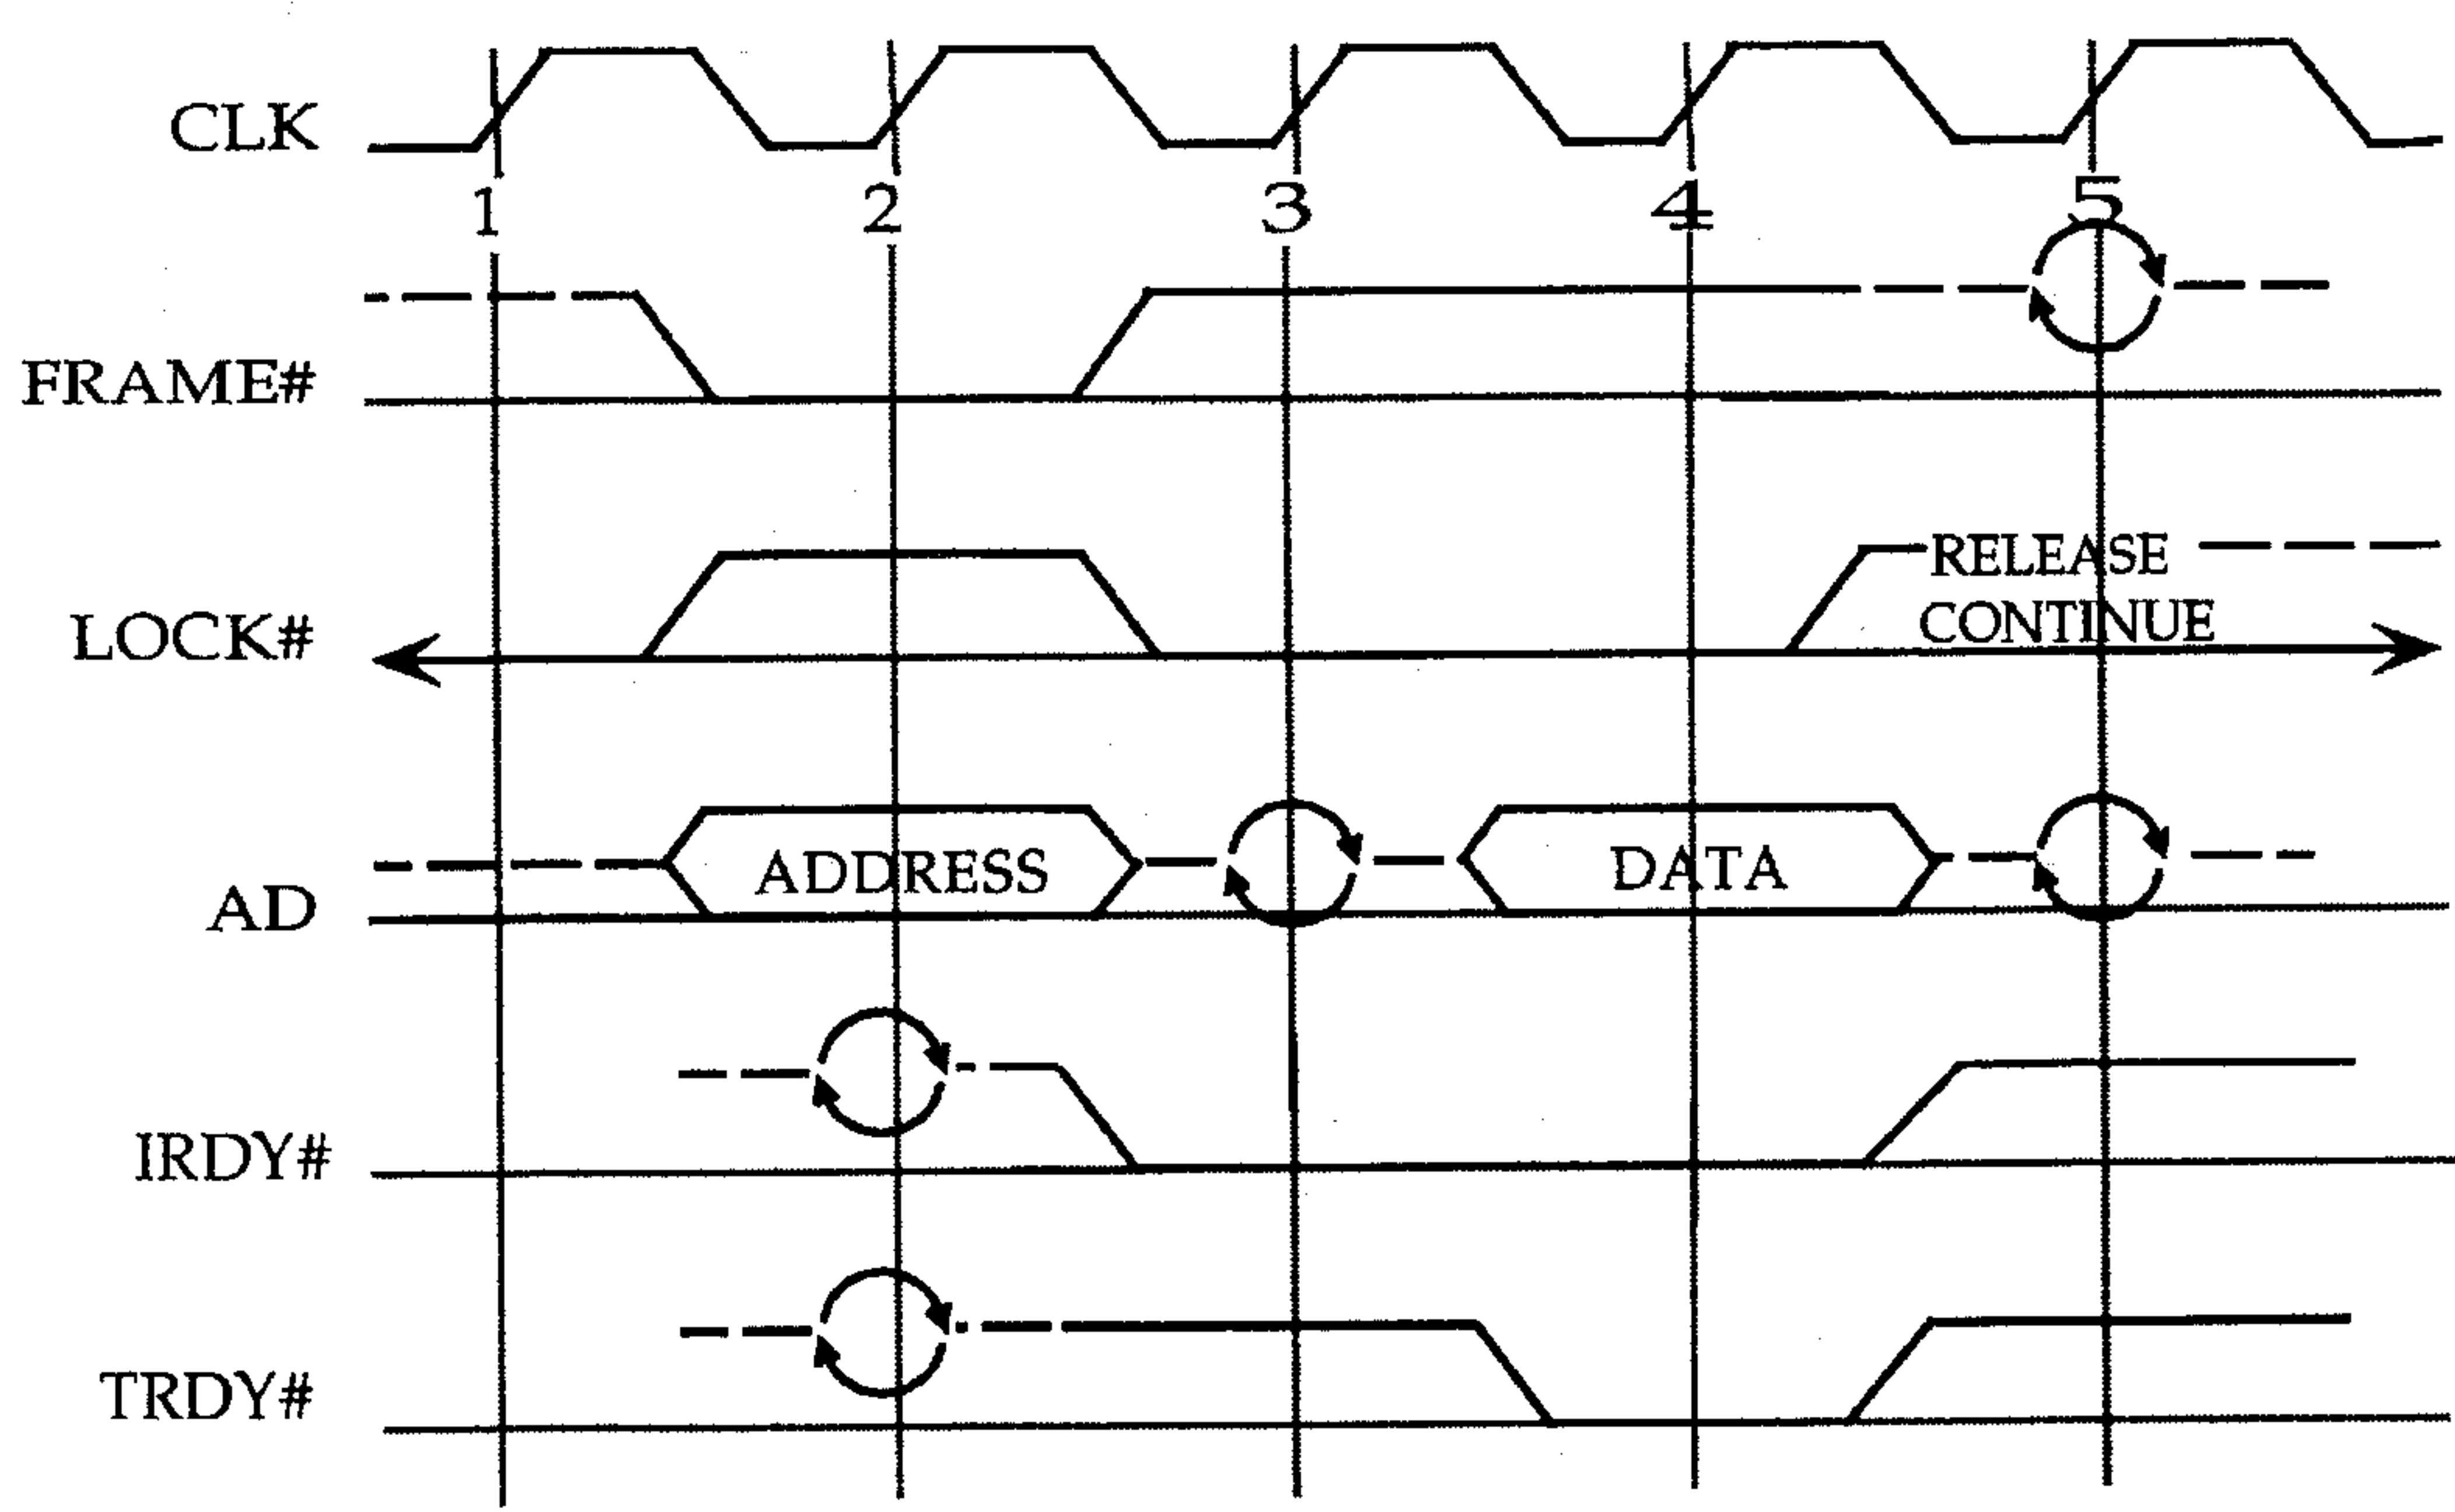 CLK
1 2 3 4 5
FRAME#
RELEASE
CONTINUE
LOCK#
ADDRESS DATA
AD
IRDY#
TRDY#